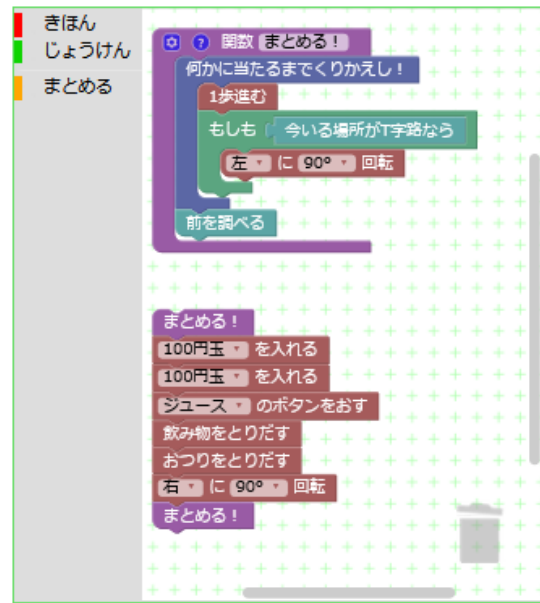 きほん
じょうけん
まとめる
関数 まとめる！
何かに当たるまでくりかえし！
1歩進む
もしも 今いる場所がT字路なら
左 に 90° 回転
前を調べる
まとめる！
100円玉 を入れる
100円玉 を入れる
ジュース のボタンをおす
飲み物をとりだす
おつりをとりだす
右 に 90° 回転
まとめる！